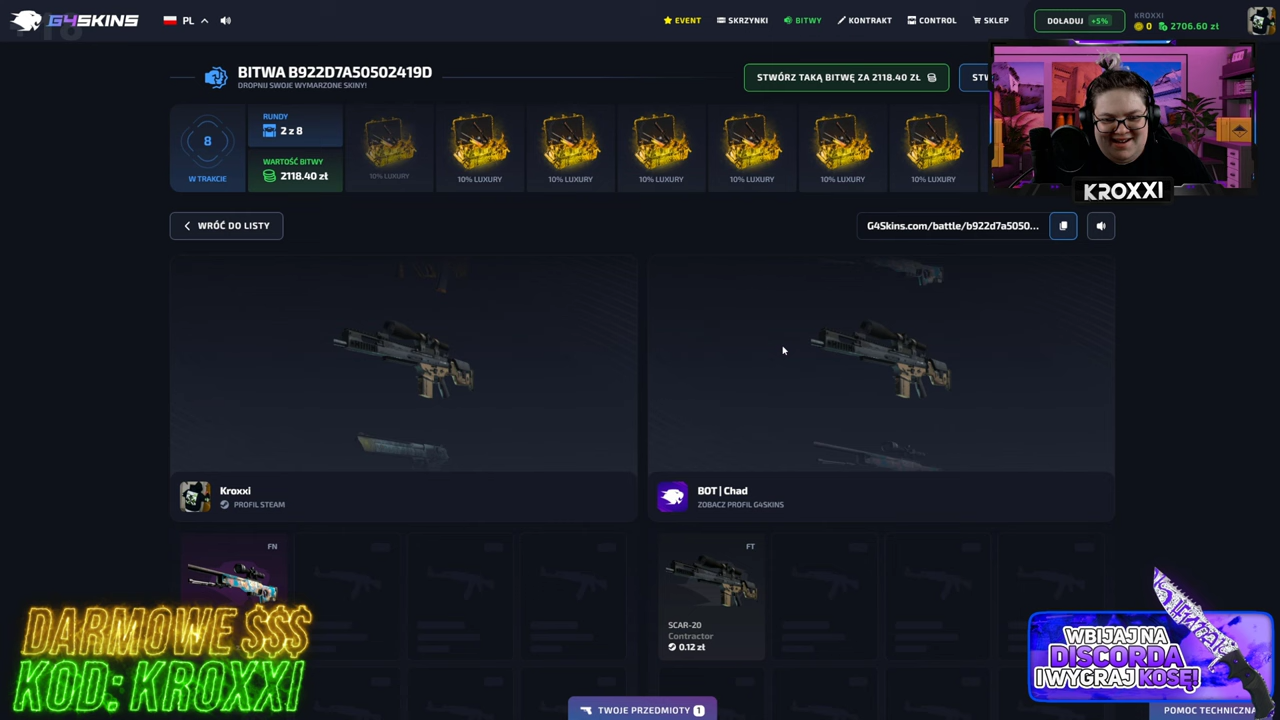 G4SKINS
PL
EVENT
SKRZYNKI
BITWY
KONTRAKT
CONTROL
SKLEP
DOŁADUJ +5%
KROXXI
0 2706.60 zł
BITWA B922D7A50502419D
DROPNIJ SWOJE WYMARZONE SKINY!
STWÓRZ TAKĄ BITWĘ ZA 2118.40 ZŁ
STW
8
W TRAKCIE
RUNDY
2 z 8
WARTOŚĆ BITWY
2118.40 zł
10% LUXURY
10% LUXURY
10% LUXURY
10% LUXURY
10% LUXURY
10% LUXURY
10% LUXURY
KROXXI
WRÓĆ DO LISTY
G4Skins.com/battle/b922d7a5050...
Kroxxi
PROFIL STEAM
BOT | Chad
ZOBACZ PROFIL G4SKINS
FN
FT
SCAR-20
Contractor
0.12 zł
DARMOWE $$$
KOD: KROXXI
WBIJAJ NA
DISCORDA
I WYGRAJ KOSĘ!
TWOJE PRZEDMIOTY 1
POMOC TECHNICZNA